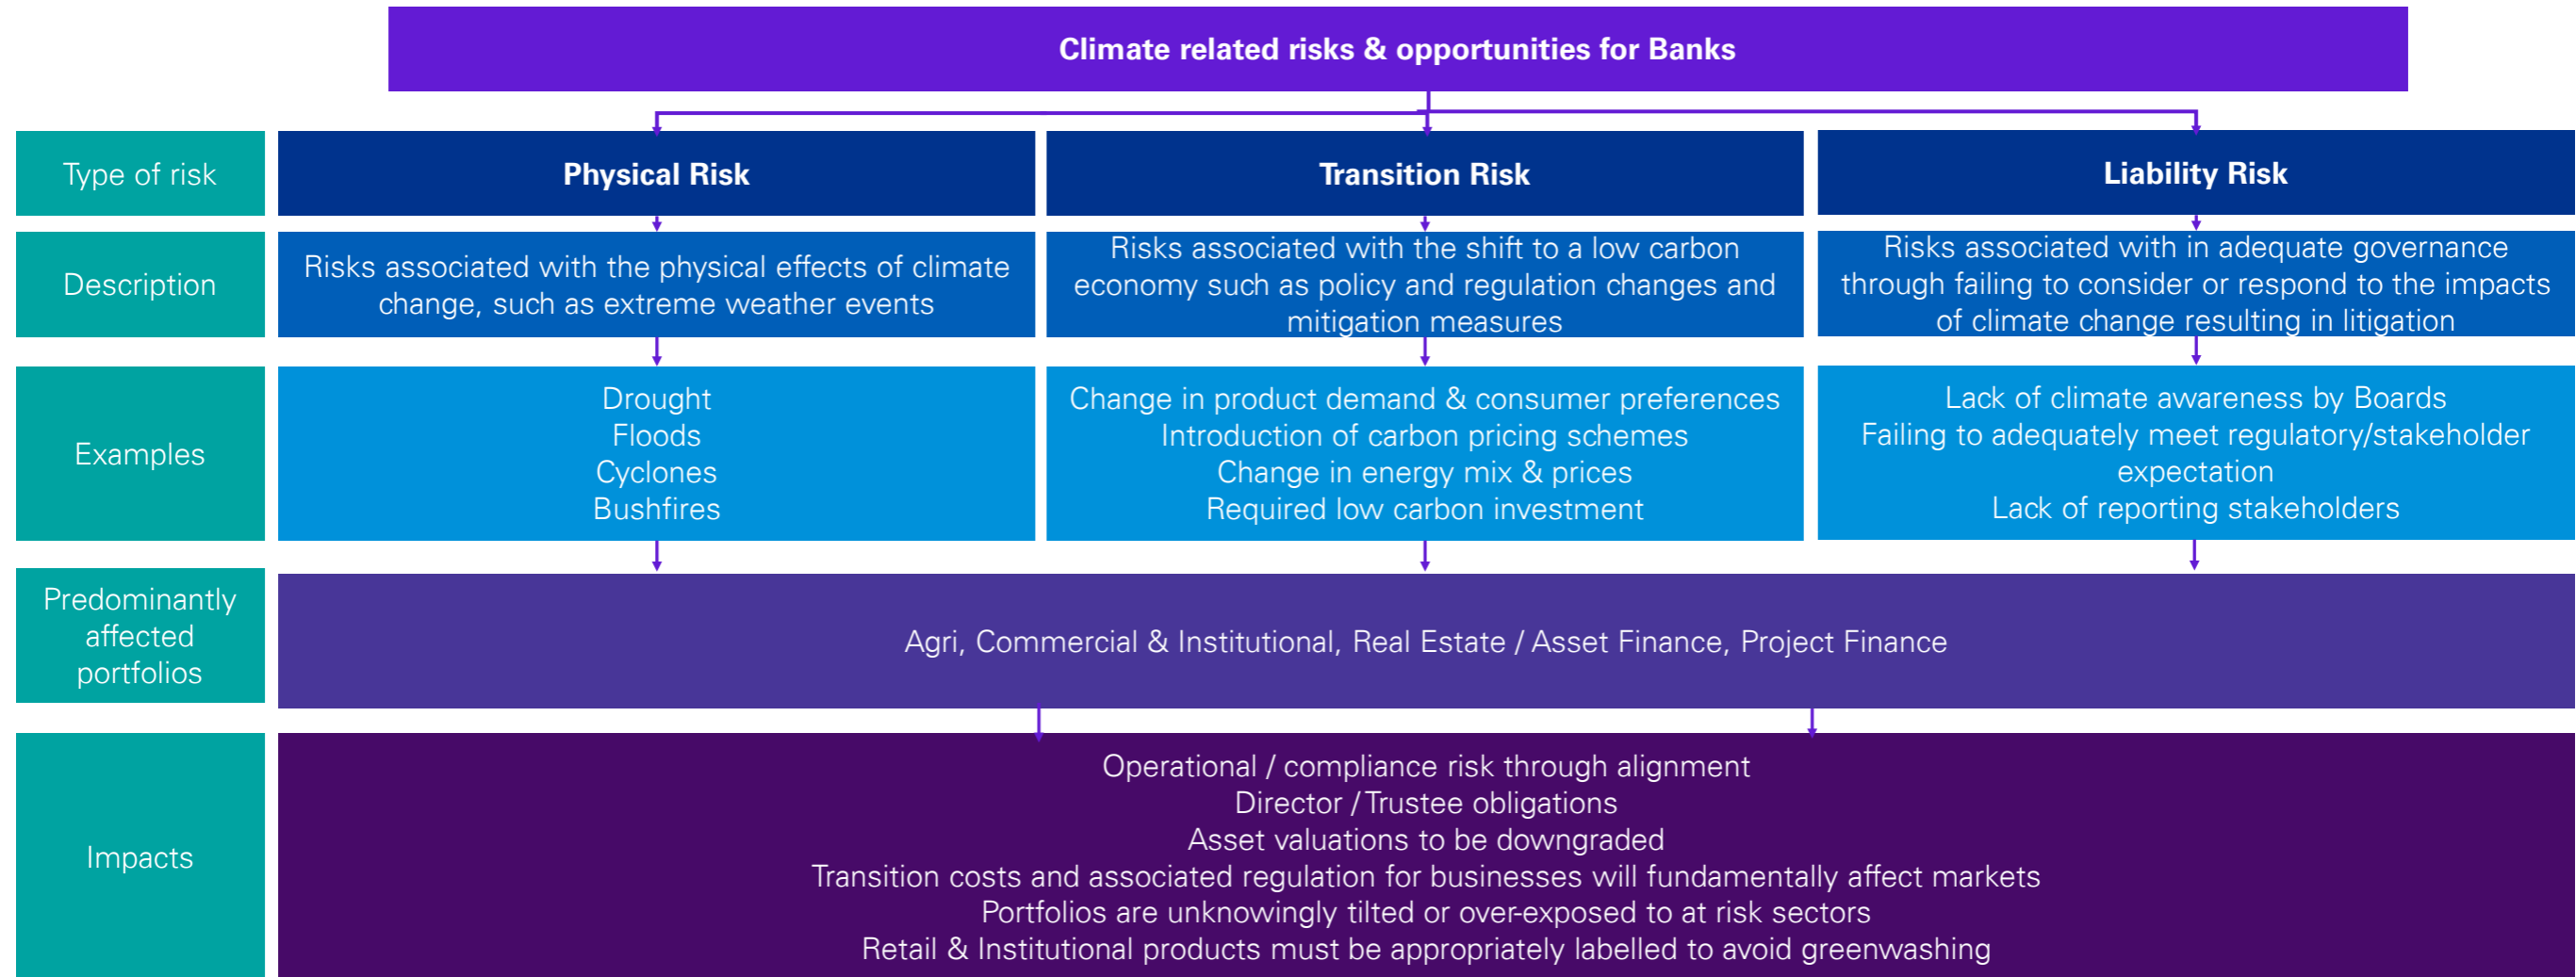 Climate related risks & opportunities for Banks
Type of risk
Physical Risk
Transition Risk
Liability Risk
Description
Risks associated with the physical effects of climate
change, such as extreme weather events
Risks associated with the shift to a low carbon
economy such as policy and regulation changes and
mitigation measures
Risks associated with in adequate governance
through failing to consider or respond to the impacts
of climate change resulting in litigation
Examples
Drought
Floods
Cyclones
Bushfires
Change in product demand & consumer preferences
Introduction of carbon pricing schemes
Change in energy mix & prices
Required low carbon investment
Lack of climate awareness by Boards
Failing to adequately meet regulatory/stakeholder
expectation
Lack of reporting stakeholders
Predominantly
affected
portfolios
Agri, Commercial & Institutional, Real Estate / Asset Finance, Project Finance
Impacts
Operational / compliance risk through alignment
Director / Trustee obligations
Asset valuations to be downgraded
Transition costs and associated regulation for businesses will fundamentally affect markets
Portfolios are unknowingly tilted or over-exposed to at risk sectors
Retail & Institutional products must be appropriately labelled to avoid greenwashing